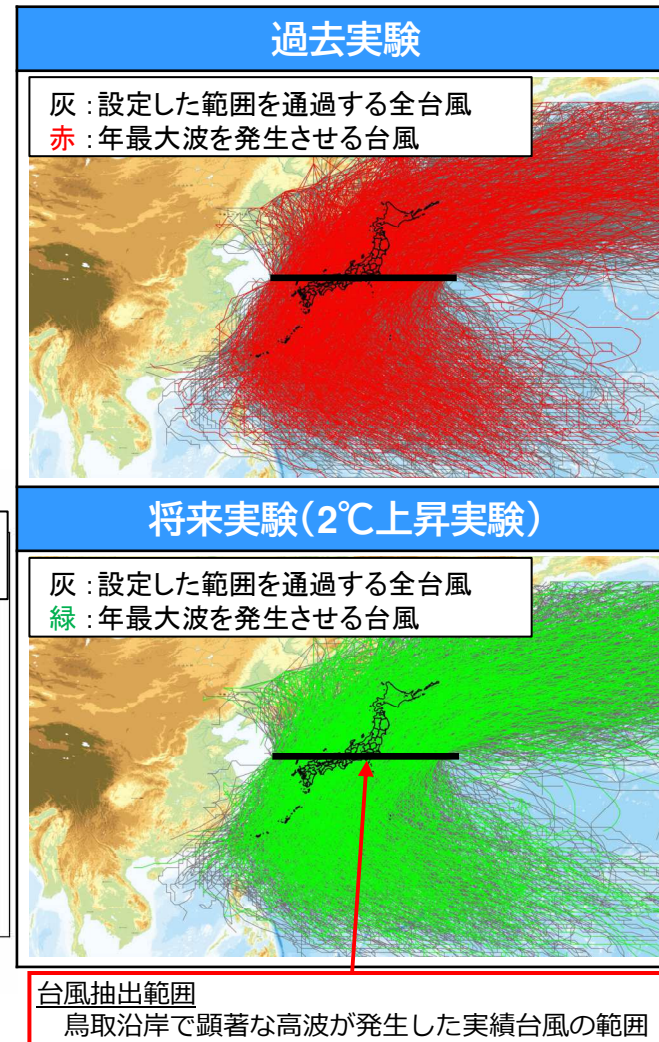 過去実験
灰：設定した範囲を通過する全台風
赤：年最大波を発生させる台風
将来実験(2℃上昇実験)
灰：設定した範囲を通過する全台風
緑：年最大波を発生させる台風
台風抽出範囲
鳥取沿岸で顕著な高波が発生した実績台風の範囲